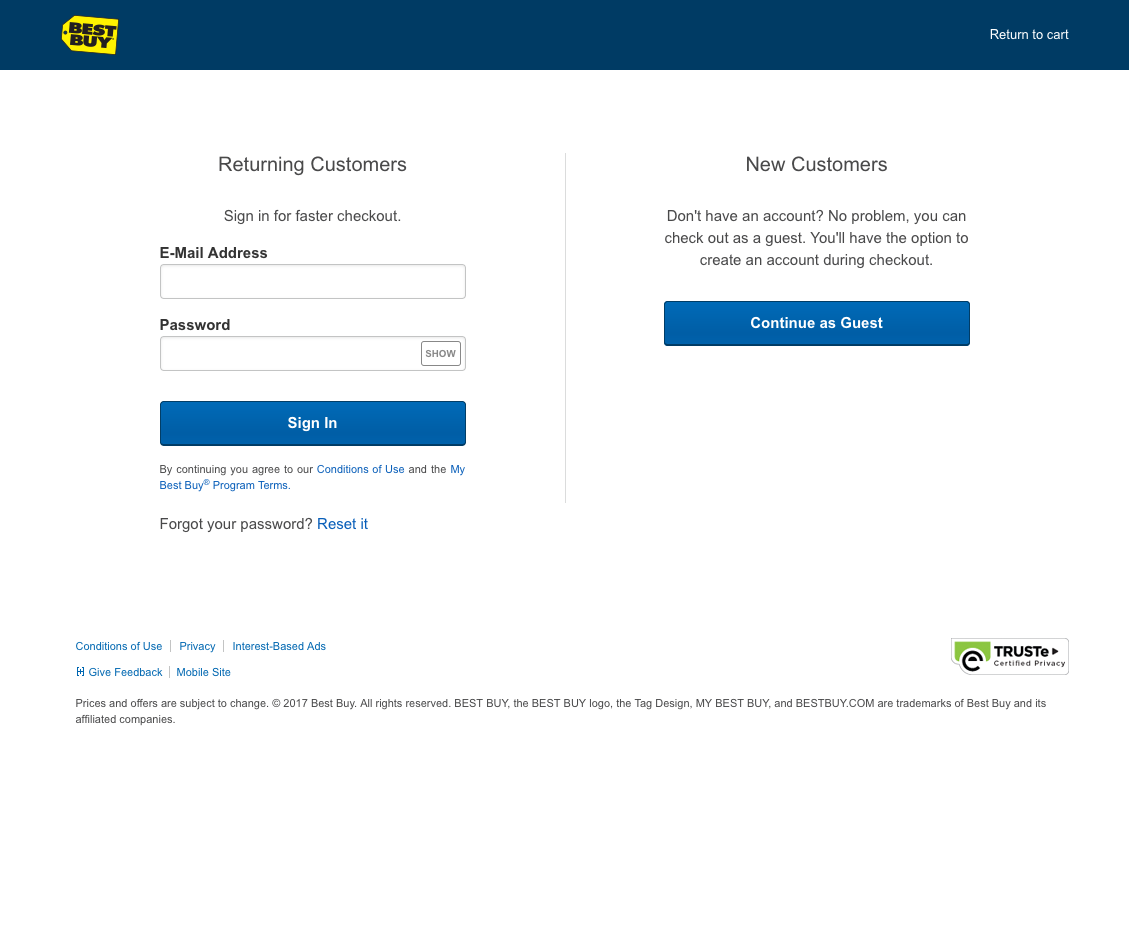 BEST
BUY
Return to cart
Returning Customers
Sign in for faster checkout.
E-Mail Address
Password
SHOW
Sign In
By continuing you agree to our Conditions of Use and the My
Best Buy® Program Terms.
Forgot your password? Reset it
New Customers
Don't have an account? No problem, you can
check out as a guest. You'll have the option to
create an account during checkout.
Continue as Guest
Conditions of Use
Privacy
Interest-Based Ads
[+] Give Feedback
Mobile Site
TRUSTe
Certified Privacy
Prices and offers are subject to change. © 2017 Best Buy. All rights reserved. BEST BUY, the BEST BUY logo, the Tag Design, MY BEST BUY, and BESTBUY.COM are trademarks of Best Buy and its
affiliated companies.